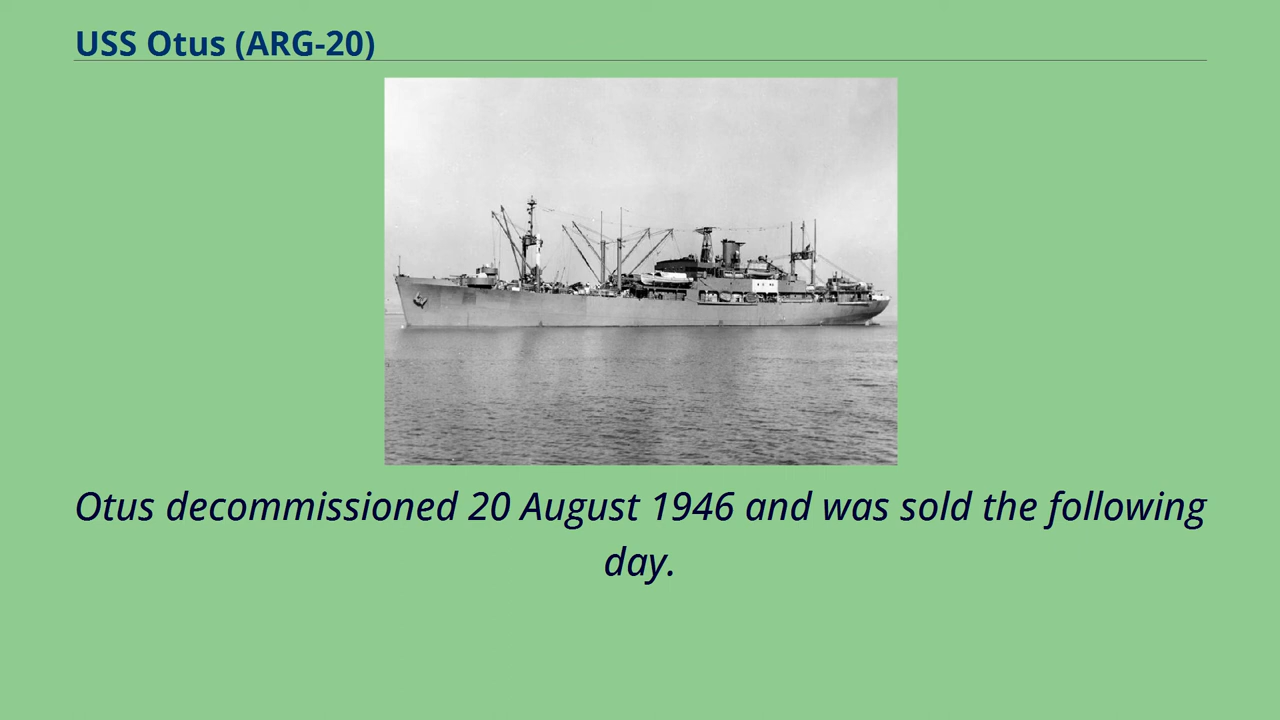 USS Otus (ARG-20)
Otus decommissioned 20 August 1946 and was sold the following
day.